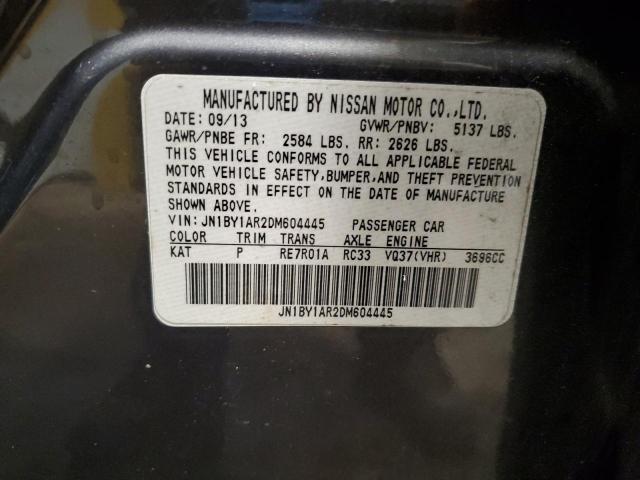 MANUFACTURED BY NISSAN MOTOR CO.,LTD.
DATE: 09/13 GVWR/PNBV: 5137 LBS.
GAWR/PNBE FR: 2584 LBS. RR: 2626 LBS.
THIS VEHICLE CONFORMS TO ALL APPLICABLE FEDERAL
MOTOR VEHICLE SAFETY,BUMPER,AND THEFT PREVENTION
STANDARDS IN EFFECT ON THE DATE OF MANUFACTURE
SHOWN ABOVE.
VIN: JN1BY1AR2DM604445 PASSENGER CAR
COLOR TRIM TRANS AXLE ENGINE
KAT P RE7R01A RC33 VQ37(VHR) 3696CC
JN1BY1AR2DM604445